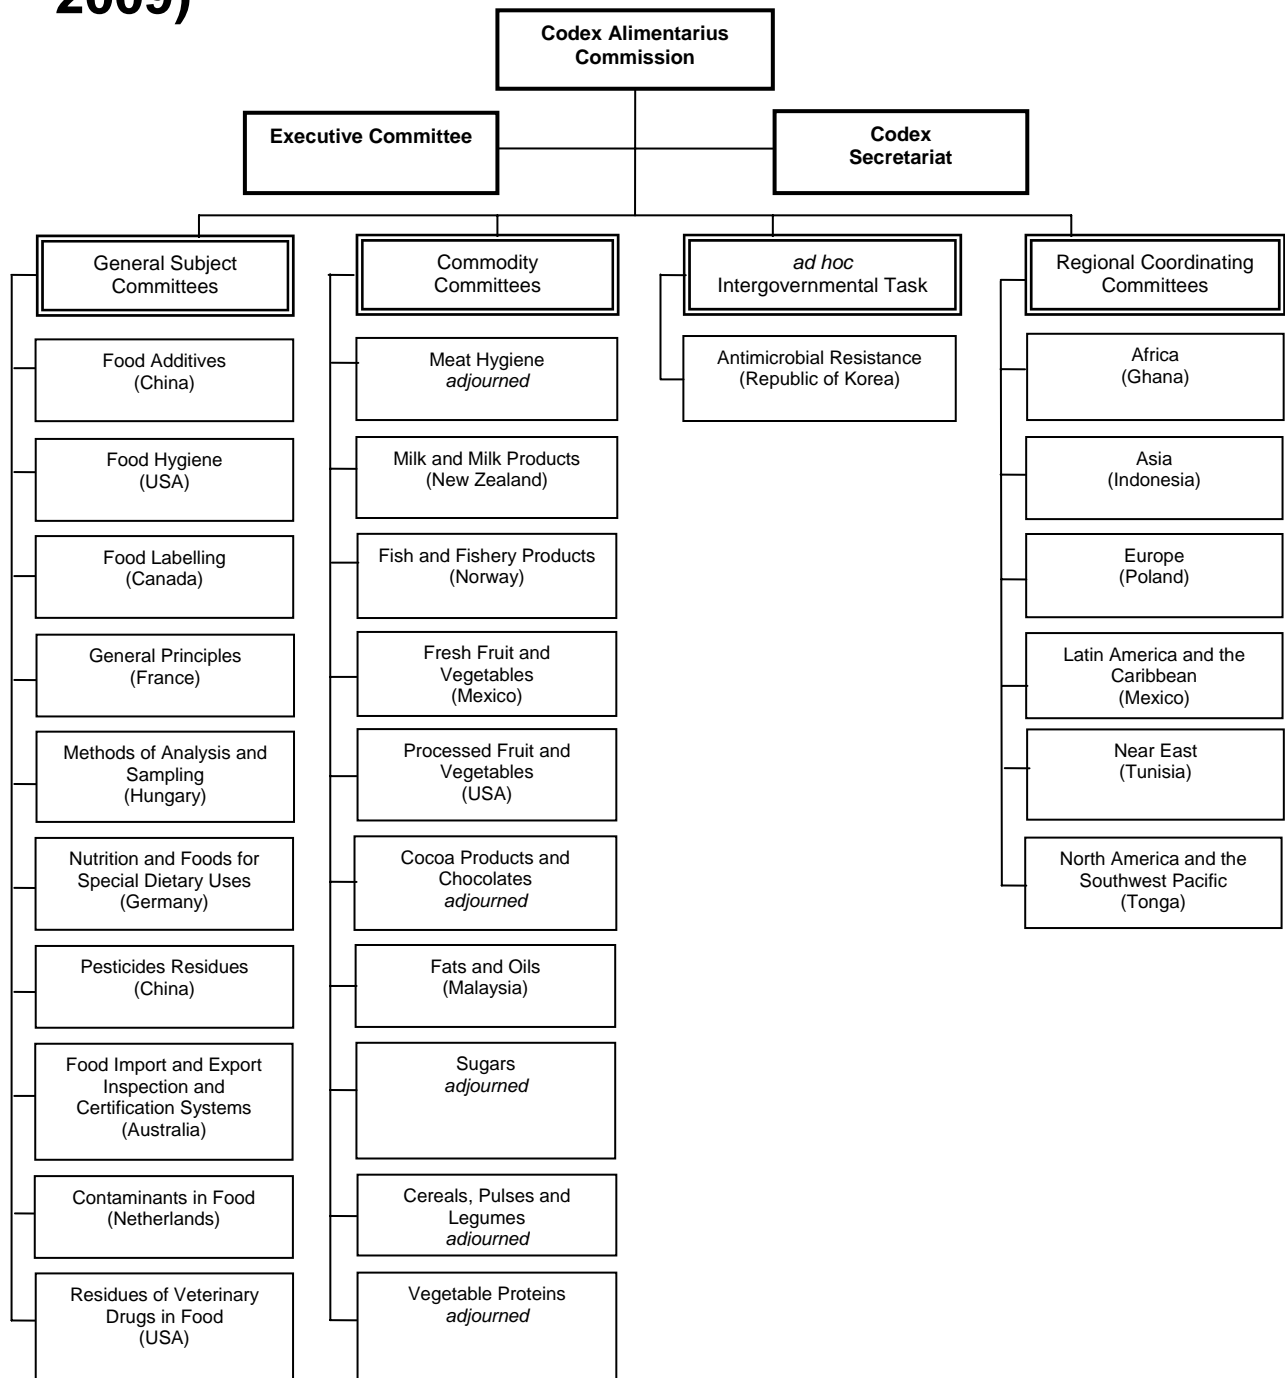 2009)
Codex Alimentarius
Commission
Executive Committee
Codex
Secretariat
General Subject
Committees
Food Additives
(China)
Food Hygiene
(USA)
Food Labelling
(Canada)
General Principles
(France)
Methods of Analysis and
Sampling
(Hungary)
Nutrition and Foods for
Special Dietary Uses
(Germany)
Pesticides Residues
(China)
Food Import and Export
Inspection and
Certification Systems
(Australia)
Contaminants in Food
(Netherlands)
Residues of Veterinary
Drugs in Food
(USA)
Commodity
Committees
Meat Hygiene
adjourned
Milk and Milk Products
(New Zealand)
Fish and Fishery Products
(Norway)
Fresh Fruit and
Vegetables
(Mexico)
Processed Fruit and
Vegetables
(USA)
Cocoa Products and
Chocolates
adjourned
Fats and Oils
(Malaysia)
Sugars
adjourned
Cereals, Pulses and
Legumes
adjourned
Vegetable Proteins
adjourned
ad hoc
Intergovernmental Task
Antimicrobial Resistance
(Republic of Korea)
Regional Coordinating
Committees
Africa
(Ghana)
Asia
(Indonesia)
Europe
(Poland)
Latin America and the
Caribbean
(Mexico)
Near East
(Tunisia)
North America and the
Southwest Pacific
(Tonga)